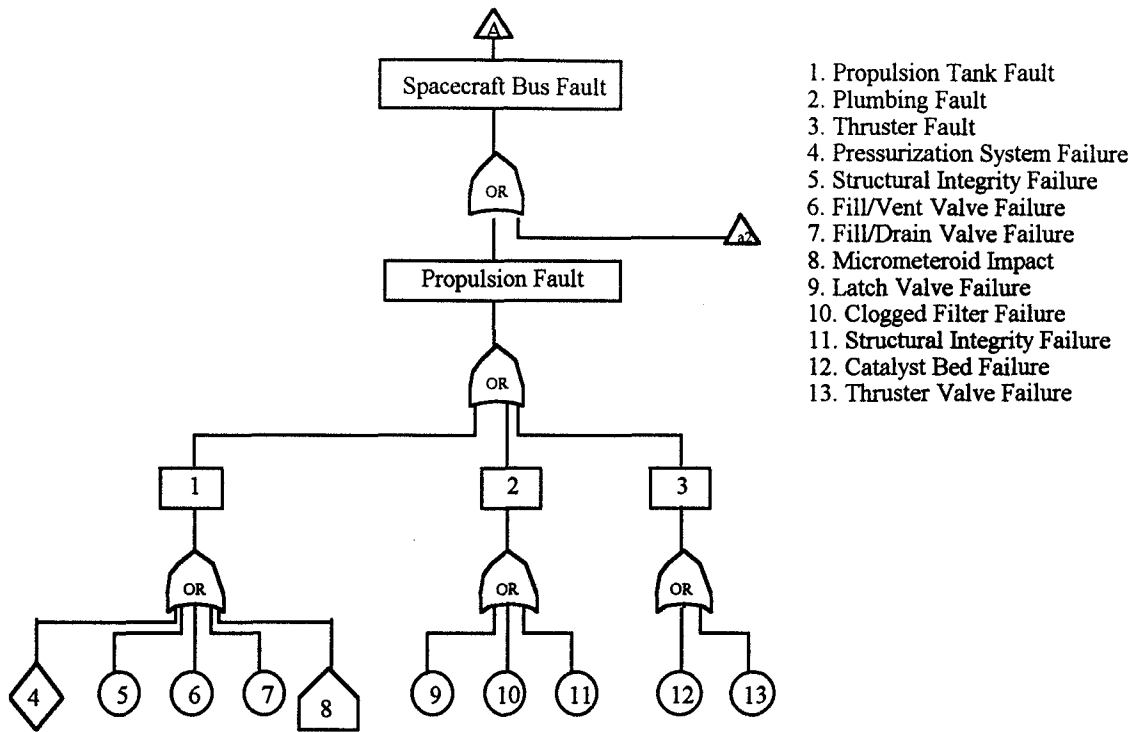 A
Spacecraft Bus Fault
OR
a2
Propulsion Fault
OR
1
2
3
OR
OR
OR
4
5
6
7
8
9
10
11
12
13
1. Propulsion Tank Fault
2. Plumbing Fault
3. Thruster Fault
4. Pressurization System Failure
5. Structural Integrity Failure
6. Fill/Vent Valve Failure
7. Fill/Drain Valve Failure
8. Micrometeroid Impact
9. Latch Valve Failure
10. Clogged Filter Failure
11. Structural Integrity Failure
12. Catalyst Bed Failure
13. Thruster Valve Failure